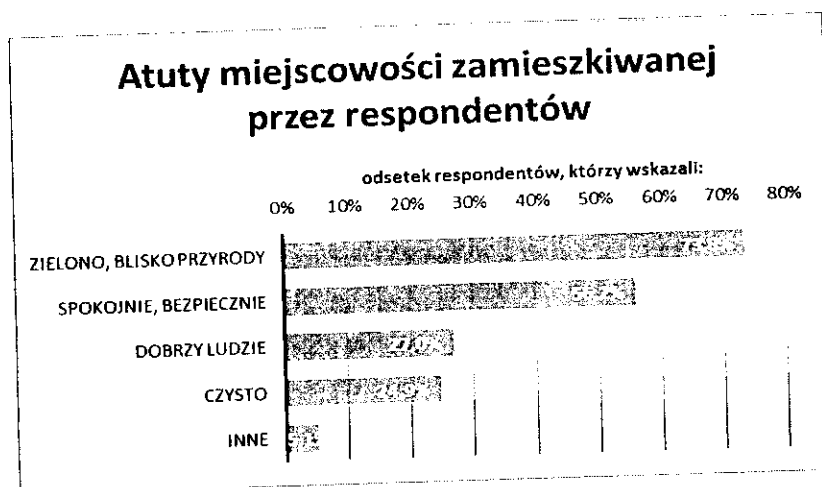 Atuty miejscowości zamieszkiwanej
przez respondentów
odsetek respondentów, którzy wskazali:
0% 10% 20% 30% 40% 50% 60% 70% 80%
ZIELONO, BLISKO PRZYRODY
SPOKOJNIE, BEZPIECZNIE
DOBRZY LUDZIE 27,0%
CZYSTO
INNE